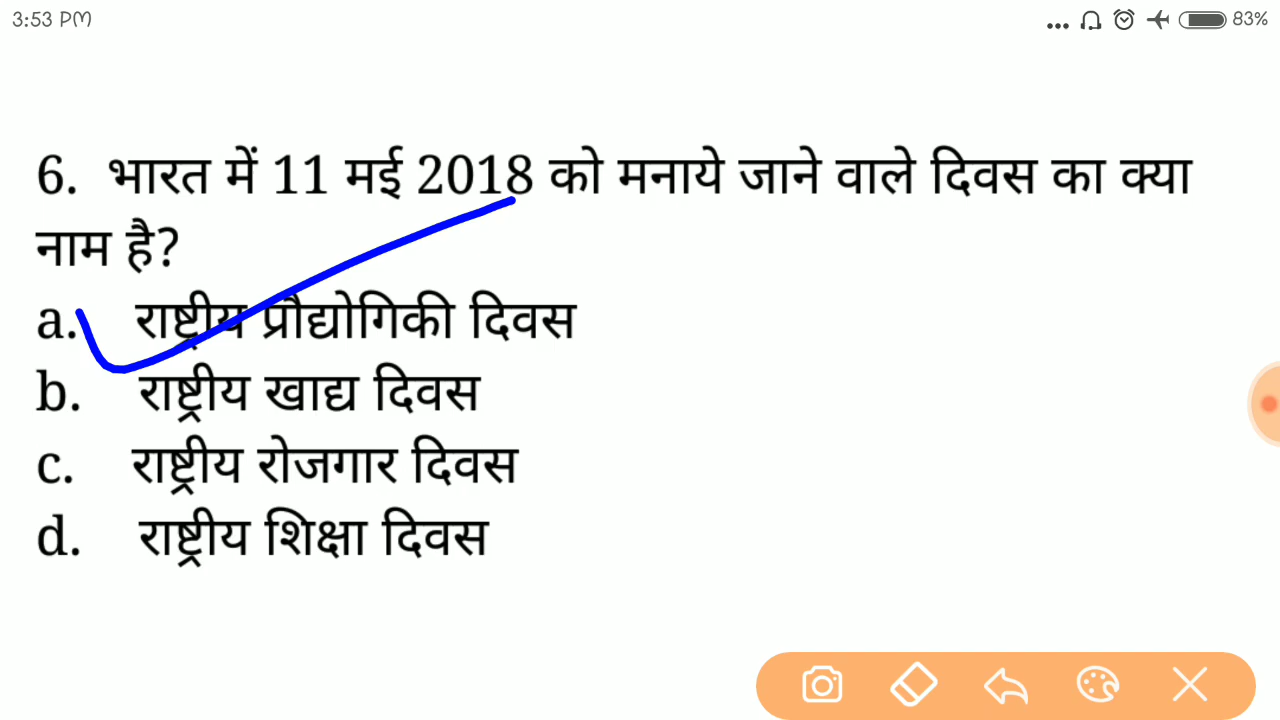 3:53 PM
83%
6. भारत में 11 मई 2018 को मनाये जाने वाले दिवस का क्या
नाम है?
a. राष्ट्रीय प्रौद्योगिकी दिवस
b. राष्ट्रीय खाद्य दिवस
c. राष्ट्रीय रोजगार दिवस
d. राष्ट्रीय शिक्षा दिवस